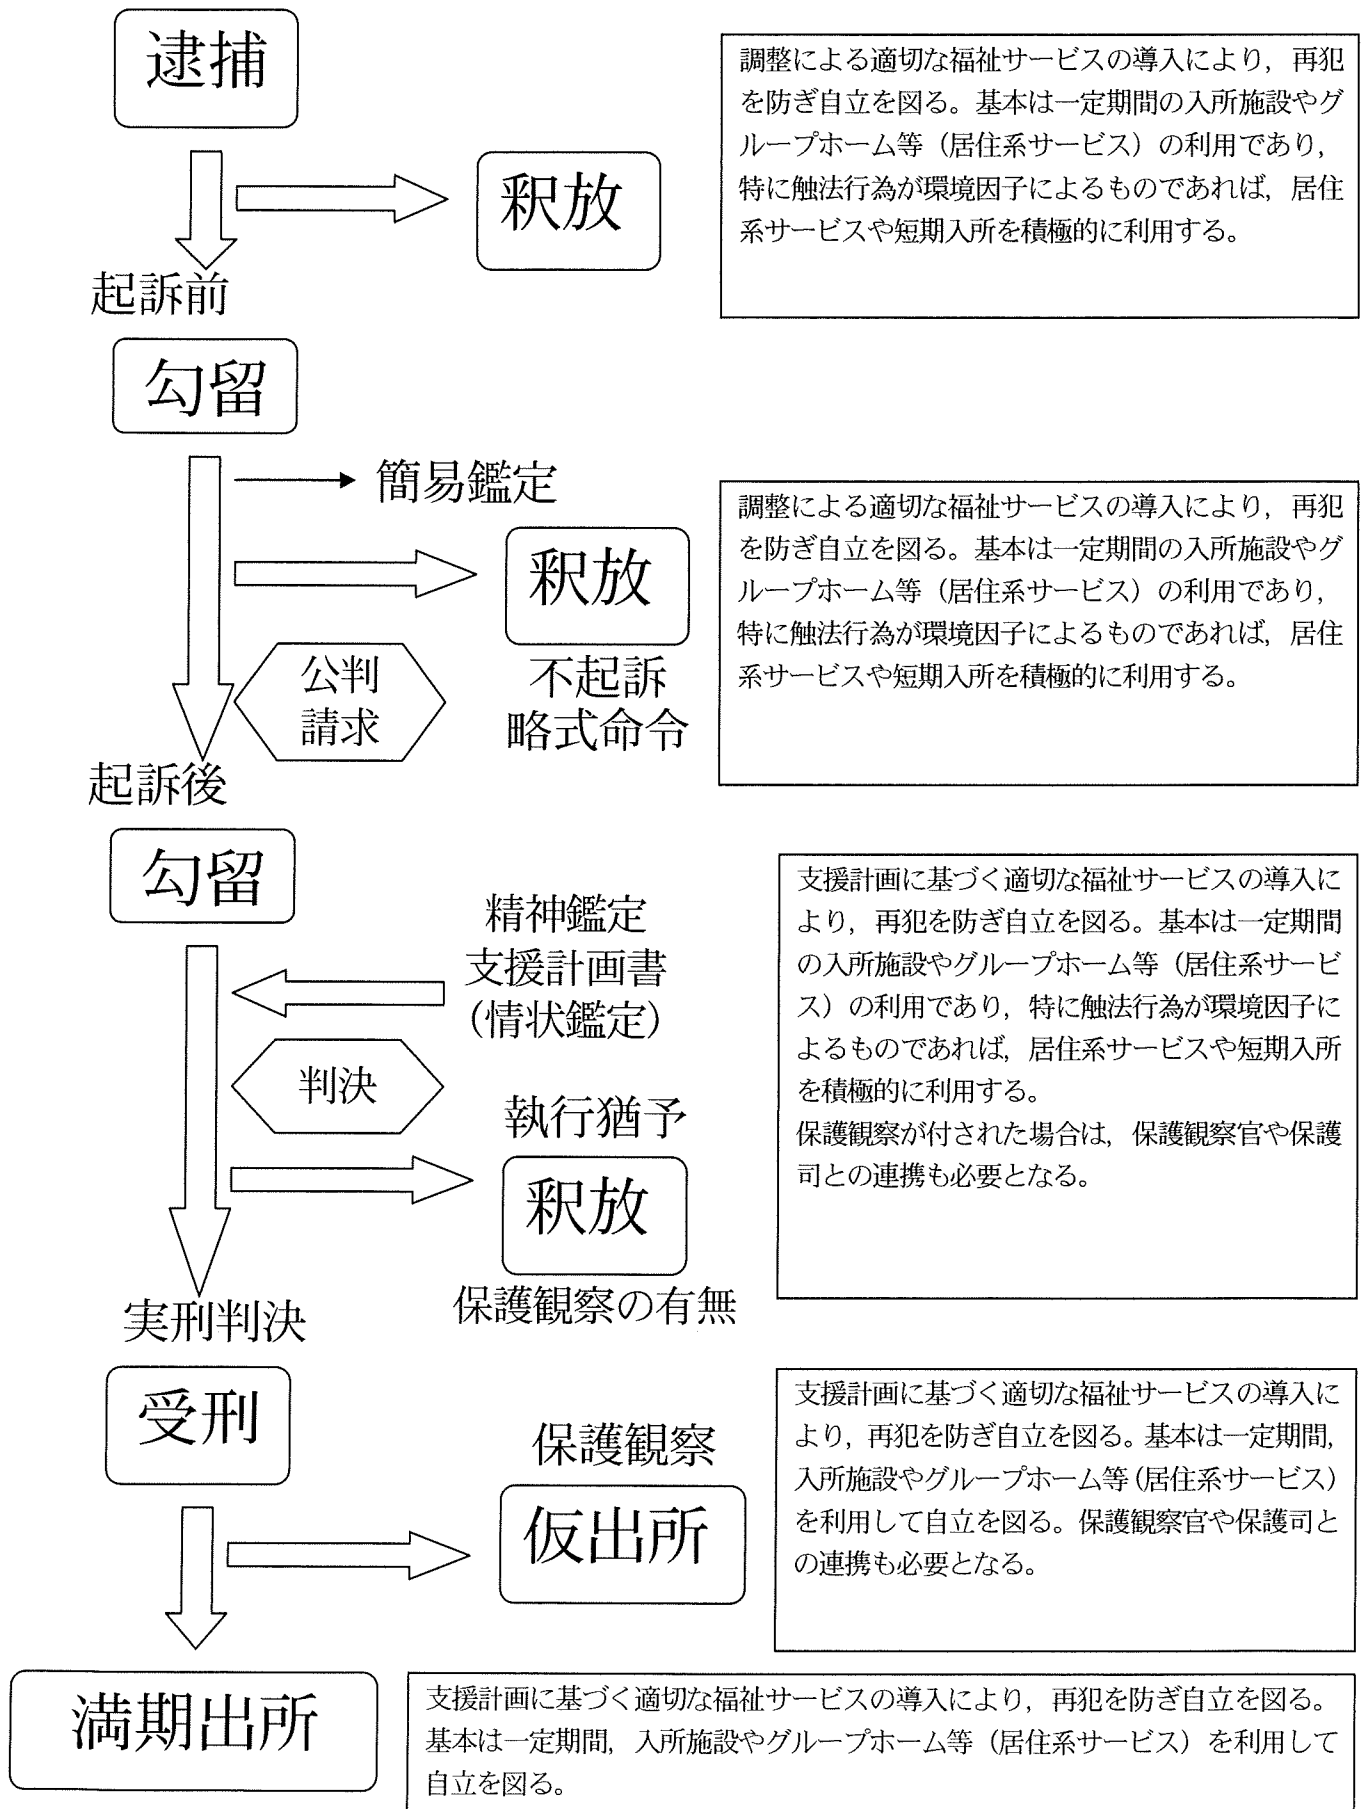 逮捕
調整による適切な福祉サービスの導入により，再犯
を防ぎ自立を図る。基本は一定期間の入所施設やグ
ループホーム等（居住系サービス）の利用であり，
特に触法行為が環境因子によるものであれば，居住
系サービスや短期入所を積極的に利用する。
釈放
起訴前
勾留
簡易鑑定
釈放
不起訴
略式命令
調整による適切な福祉サービスの導入により，再犯
を防ぎ自立を図る。基本は一定期間の入所施設やグ
ループホーム等（居住系サービス）の利用であり，
特に触法行為が環境因子によるものであれば，居住
系サービスや短期入所を積極的に利用する。
公判
請求
起訴後
勾留
精神鑑定
支援計画書
（情状鑑定）
支援計画に基づく適切な福祉サービスの導入に
より，再犯を防ぎ自立を図る。基本は一定期間
の入所施設やグループホーム等（居住系サービ
ス）の利用であり，特に触法行為が環境因子に
よるものであれば，居住系サービスや短期入所
を積極的に利用する。
保護観察が付された場合は，保護観察官や保護
司との連携も必要となる。
判決
執行猶予
釈放
保護観察の有無
実刑判決
受刑
保護観察
仮出所
支援計画に基づく適切な福祉サービスの導入に
より，再犯を防ぎ自立を図る。基本は一定期間，
入所施設やグループホーム等（居住系サービス）
を利用して自立を図る。保護観察官や保護司と
の連携も必要となる。
満期出所
支援計画に基づく適切な福祉サービスの導入により，再犯を防ぎ自立を図る。
基本は一定期間，入所施設やグループホーム等（居住系サービス）を利用して
自立を図る。